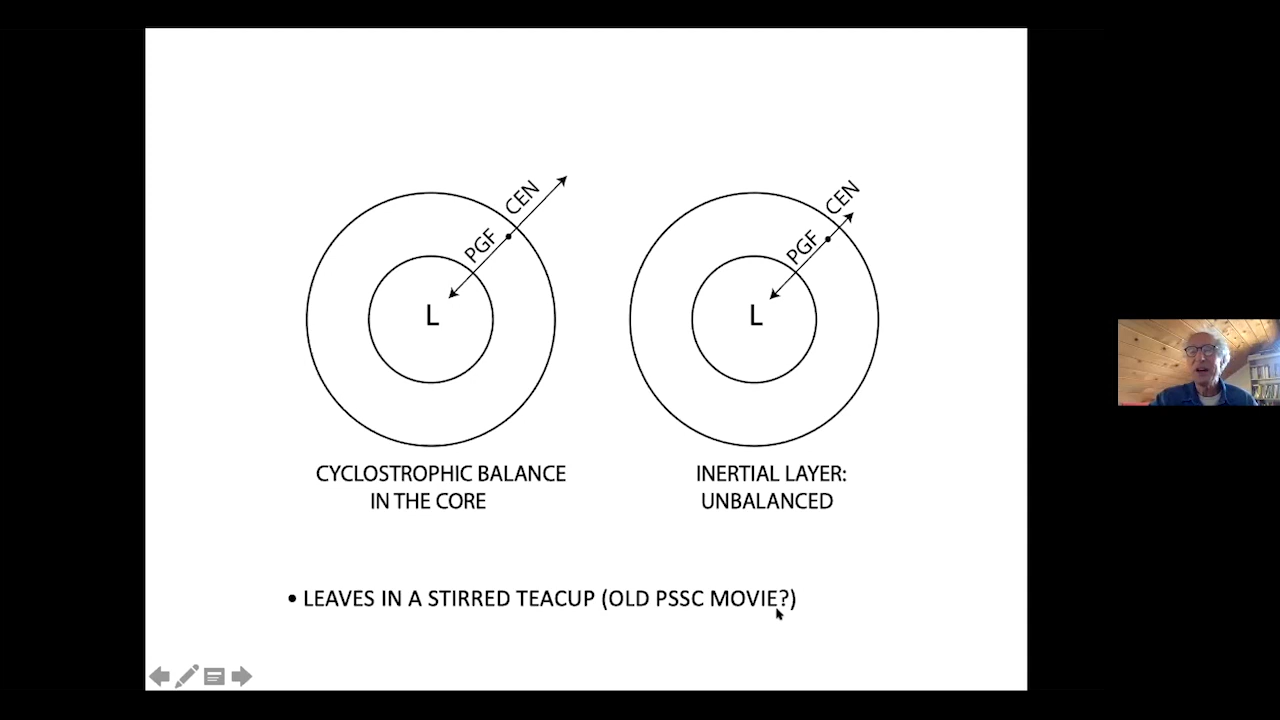 CEN
PGF
L
CYCLOSTROPHIC BALANCE
IN THE CORE
CEN
PGF
L
INERTIAL LAYER:
UNBALANCED
• LEAVES IN A STIRRED TEACUP (OLD PSSC MOVIE?)